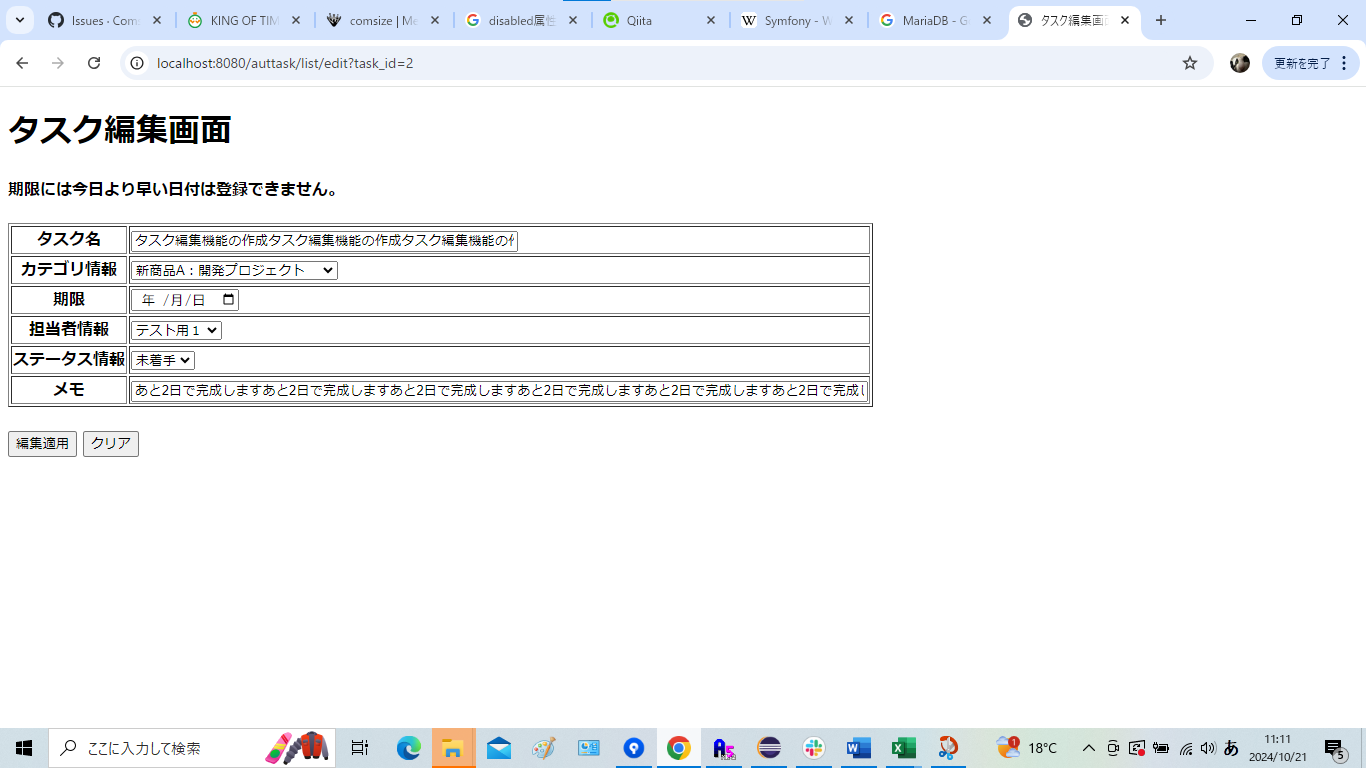 Issues · Com
KING OF TIM
comsize | Me
disabled属性
Qiita
Symfony - W
MariaDB - G
タスク編集画面
localhost:8080/auttask/list/edit?task_id=2
更新を完了
タスク編集画面
期限には今日より早い日付は登録できません。
タスク名 タスク編集機能の作成タスク編集機能の作成タスク編集機能の作
カテゴリ情報 新商品A：開発プロジェクト
期限 年 /月/日
担当者情報 テスト用１
ステータス情報 未着手
メモ あと2日で完成しますあと2日で完成しますあと2日で完成しますあと2日で完成しますあと2日で完成しますあと2日で完成し
編集適用 クリア
ここに入力して検索
1
18°C
あ
11:11
2024/10/21
5